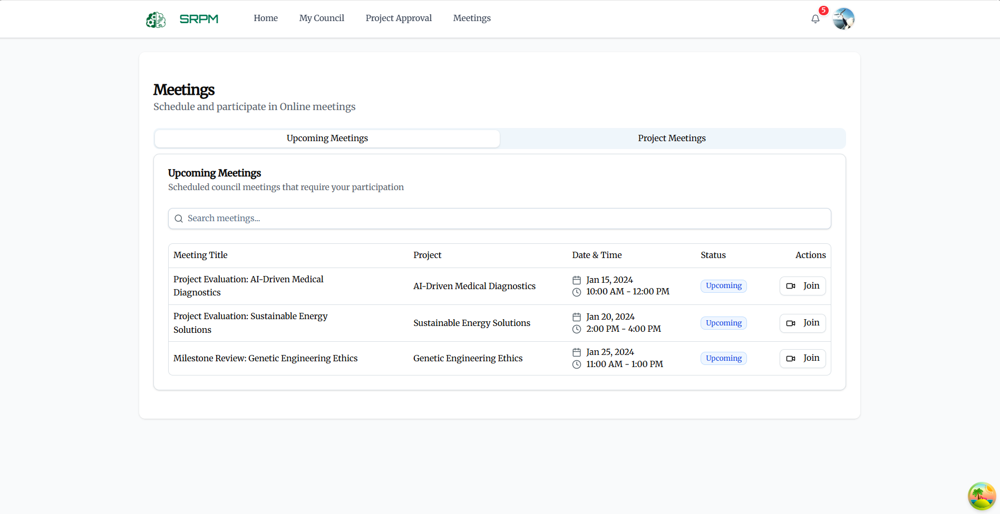 SRPM
Home
My Council
Project Approval
Meetings
5
Meetings
Schedule and participate in Online meetings
Upcoming Meetings
Project Meetings
Upcoming Meetings
Scheduled council meetings that require your participation
Search meetings...
Meeting Title
Project
Date & Time
Status
Actions
Project Evaluation: AI-Driven Medical
Diagnostics
AI-Driven Medical Diagnostics
Jan 15, 2024
10:00 AM - 12:00 PM
Upcoming
Join
Project Evaluation: Sustainable Energy
Solutions
Sustainable Energy Solutions
Jan 20, 2024
2:00 PM - 4:00 PM
Upcoming
Join
Milestone Review: Genetic Engineering Ethics
Genetic Engineering Ethics
Jan 25, 2024
11:00 AM - 1:00 PM
Upcoming
Join